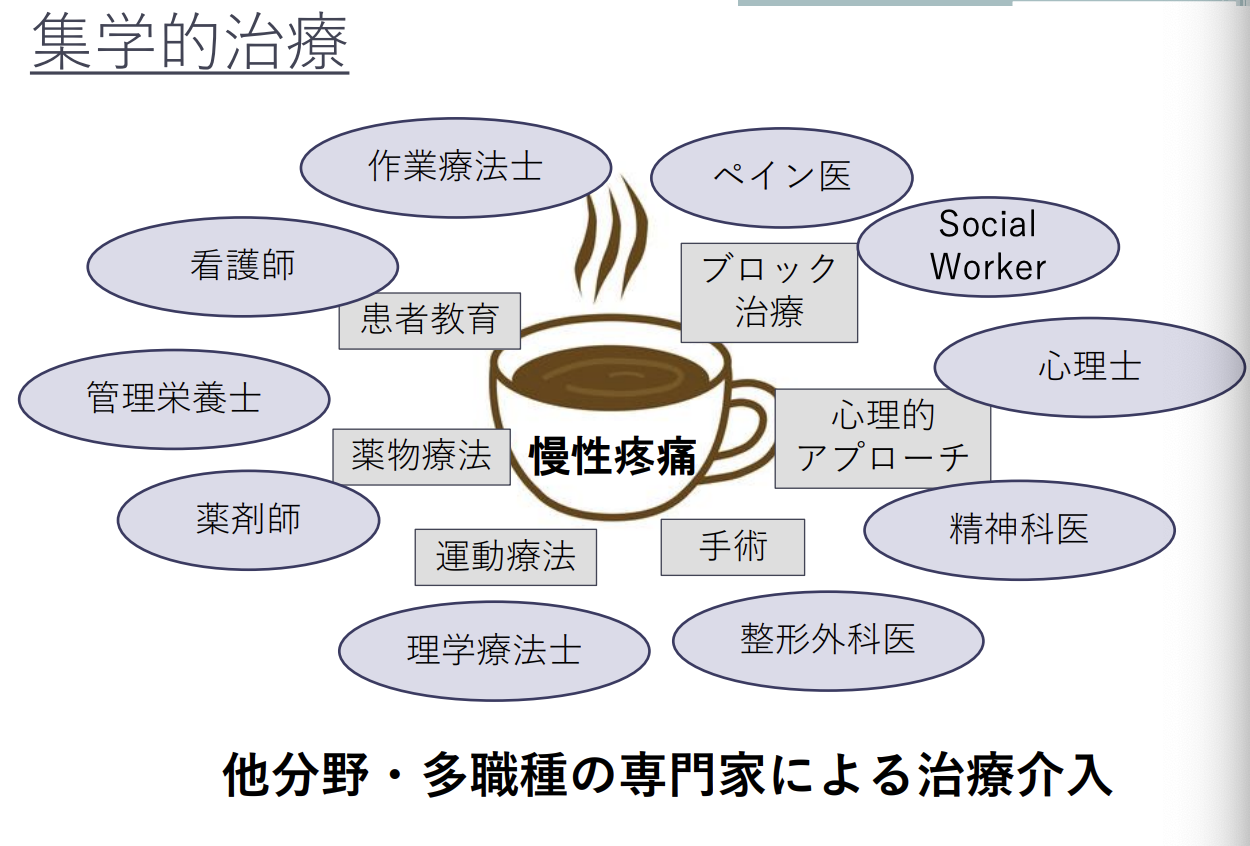 集学的治療
作業療法士
ペイン医
Social
Worker
看護師
ブロック
治療
患者教育
心理士
管理栄養士
心理的
アプローチ
薬物療法
慢性疼痛
薬剤師
精神科医
手術
運動療法
整形外科医
理学療法士
他分野・多職種の専門家による治療介入